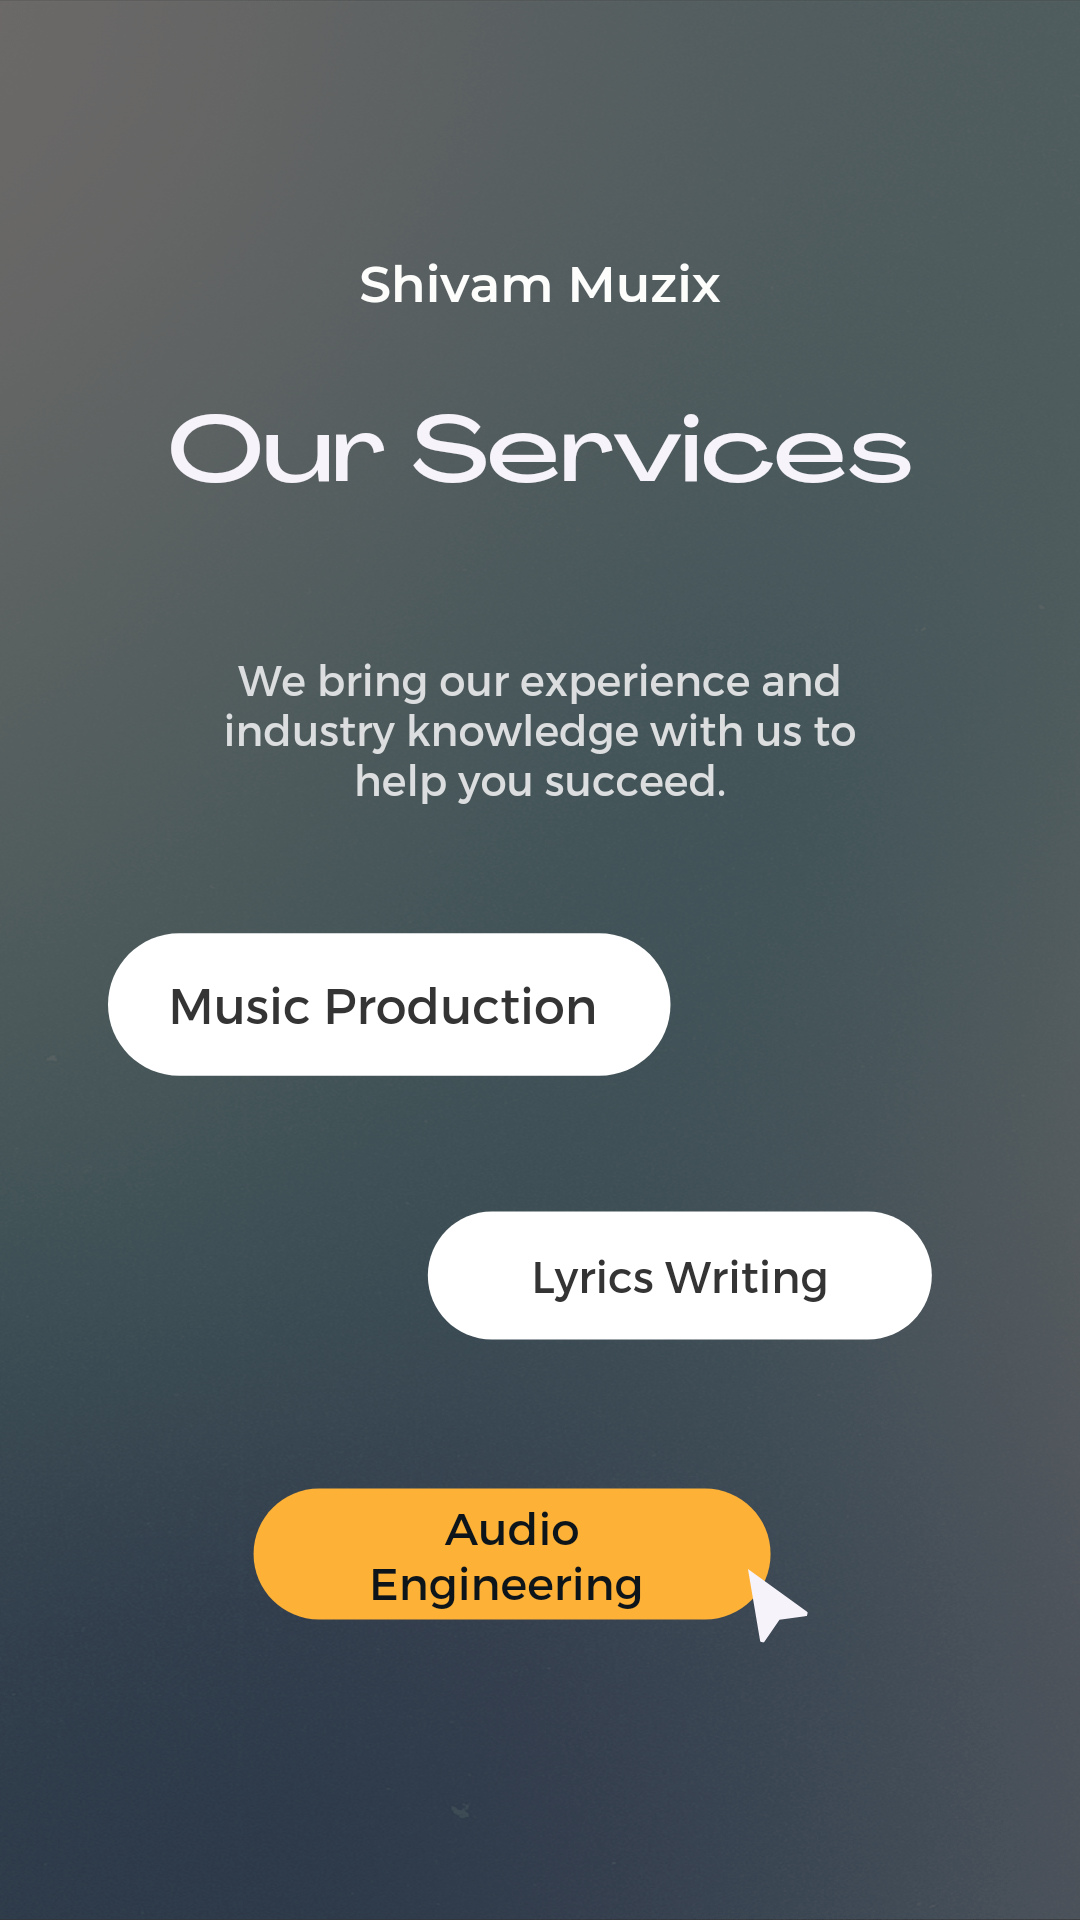 Shivam Muzix
Our Services
We bring our experience and
industry knowledge with us to
help you succeed.
Music Production
Lyrics Writing
Audio
Engineering